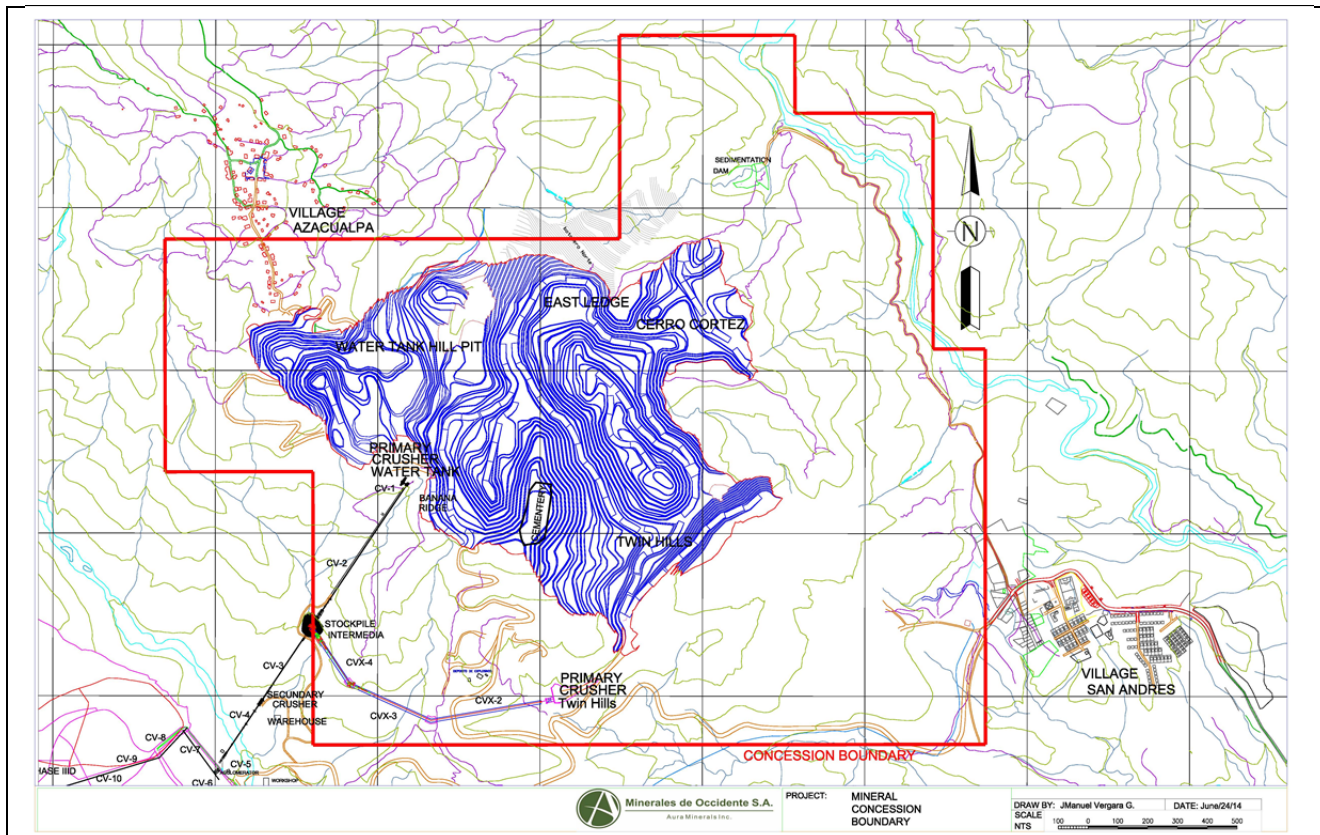 SEDIMENTATION
DAM
VILLAGE
AZACUALPA
N
EAST LEDGE
CERRO CORTEZ
WATER TANK HILL PIT
PRIMARY
CRUSHER
WATER TANK
CV-1
BANANA
RIDGE
SEMENTERY
TWIN HILLS
CV-2
STOCKPILE
INTERMEDIA
CV-3
CVX-4
SECUNDARY
CRUSHER
CV-4
WAREHOUSE
CVX-3
CVX-2
PRIMARY
CRUSHER
Twin Hills
VILLAGE
SAN ANDRES
CV-8
CV-7
CV-9
HASE IIID
CV-10
CV-5
CV-6
WORKSHOP
CONCESSION BOUNDARY
Minerales de Occidente S.A.
Aura Minerals Inc.
PROJECT:
MINERAL
CONCESSION
BOUNDARY
DRAW BY: JManuel Vergara G.
DATE: June/24/14
SCALE
NTS
100 0 100 200 300 400 500